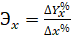 Эₓ = ΔYₓ% / Δx%